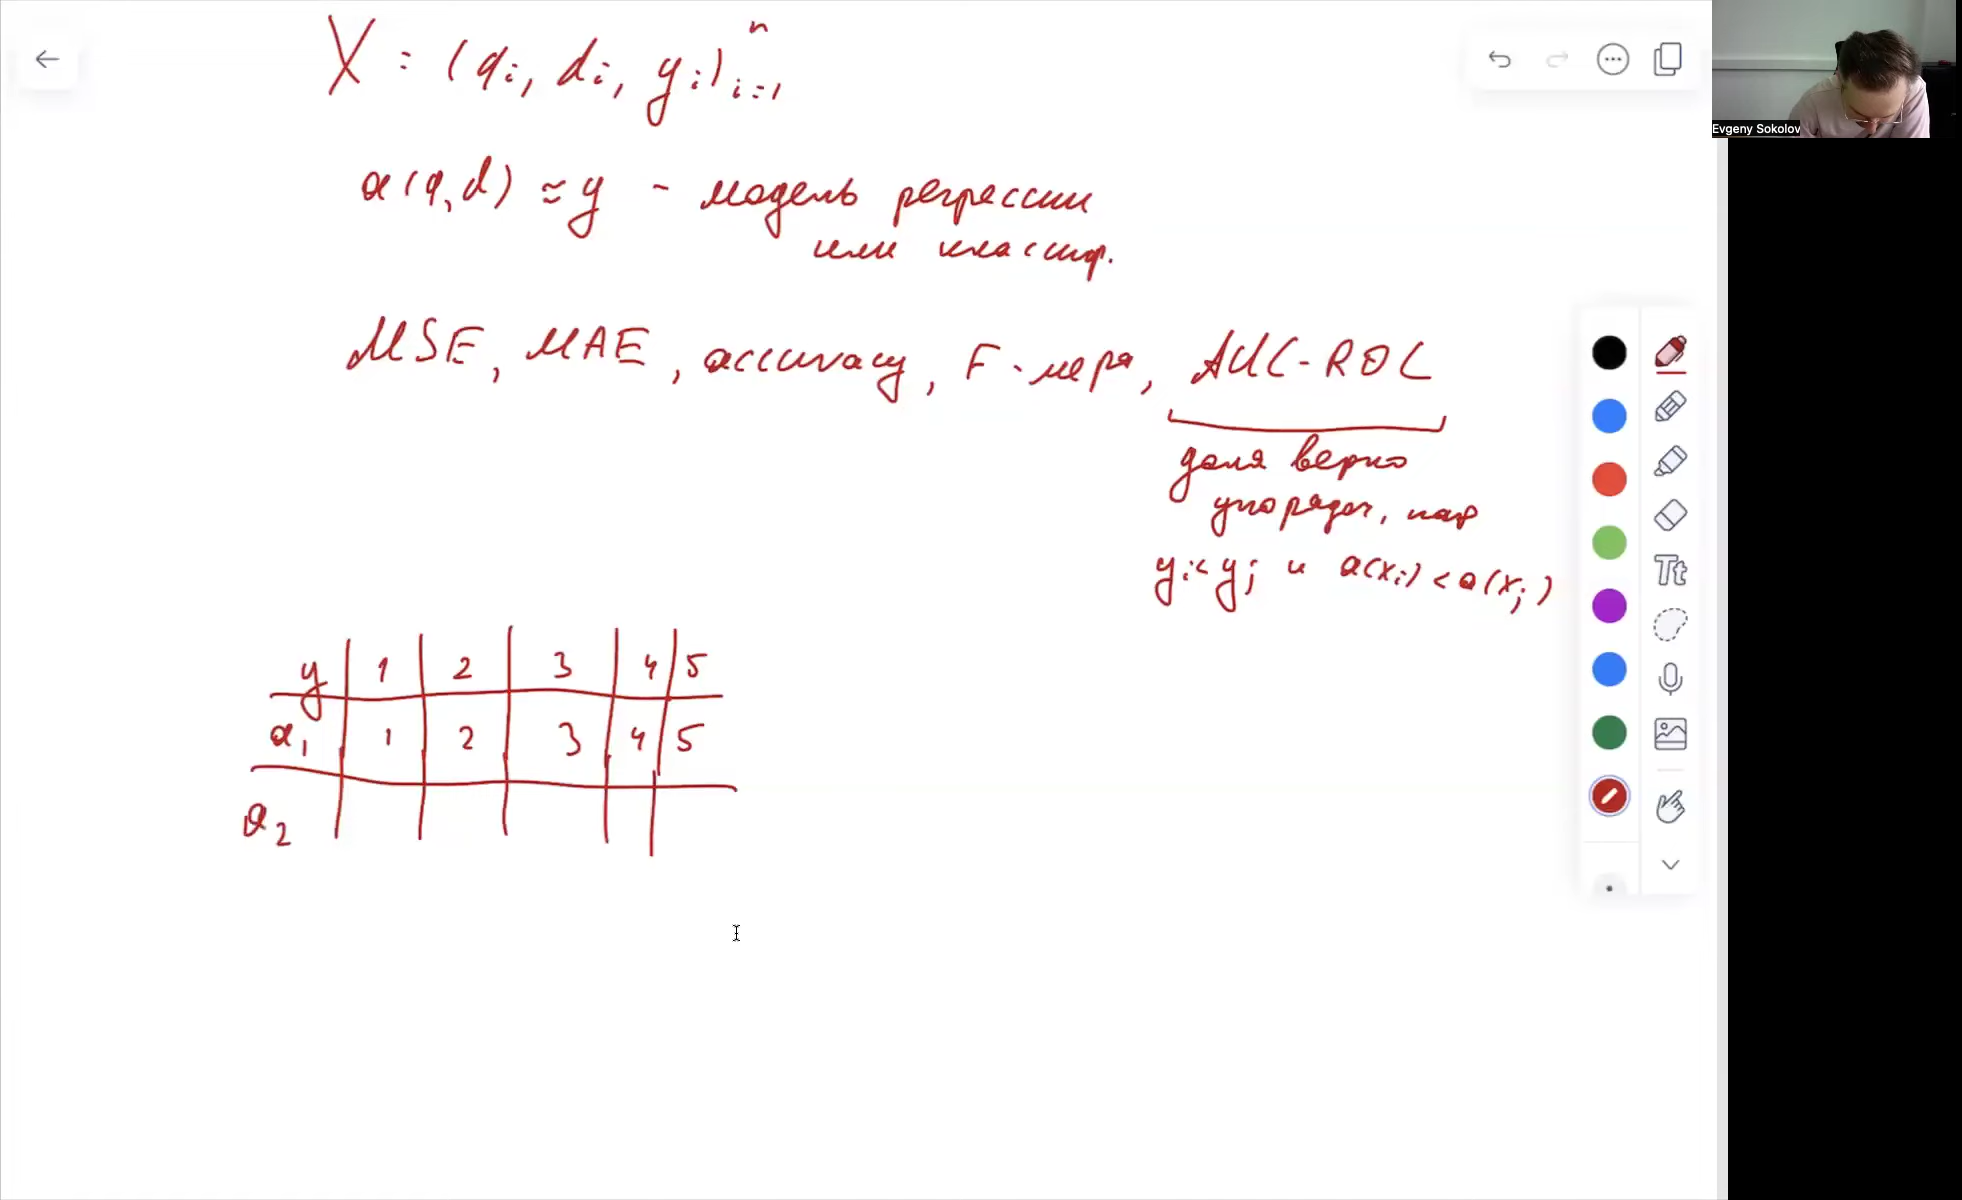 X = (qi, di, yi)ⁿi=1
Evgeny Sokolov
a(q, d) ≈ y - модель регрессии
или классиф.
MSE, MAE, accuracy, F-мера, AUC-ROC
доля верно
упорядоч. пар
yi < yj и a(xi) < a(xj)
y 1 2 3 4 5
a1 1 2 3 4 5
a2
Tt